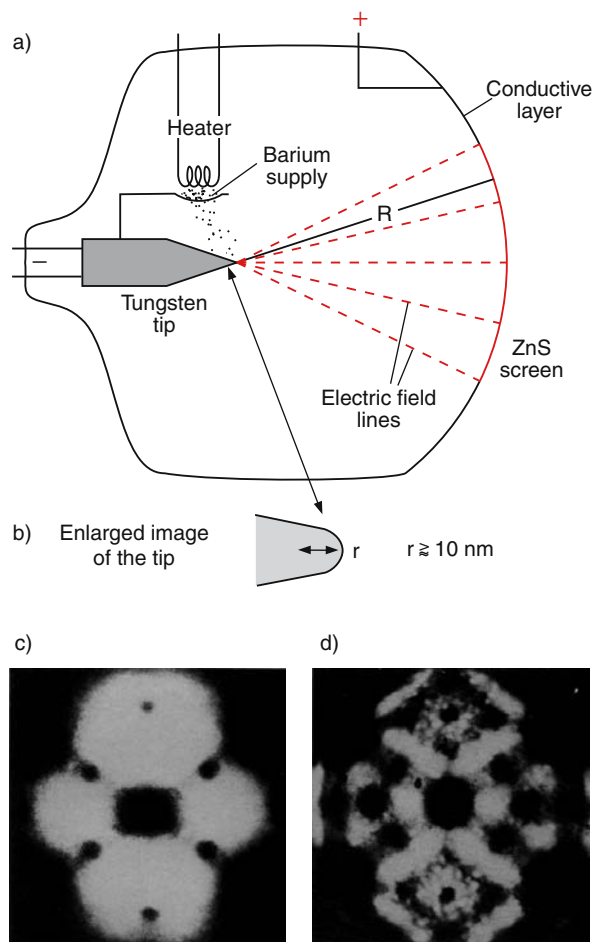 a)
+
Heater
Conductive
layer
Barium
supply
R
−
Tungsten
tip
ZnS
screen
Electric field
lines
b)
Enlarged image
of the tip
r
r ≳ 10 nm
c)
d)